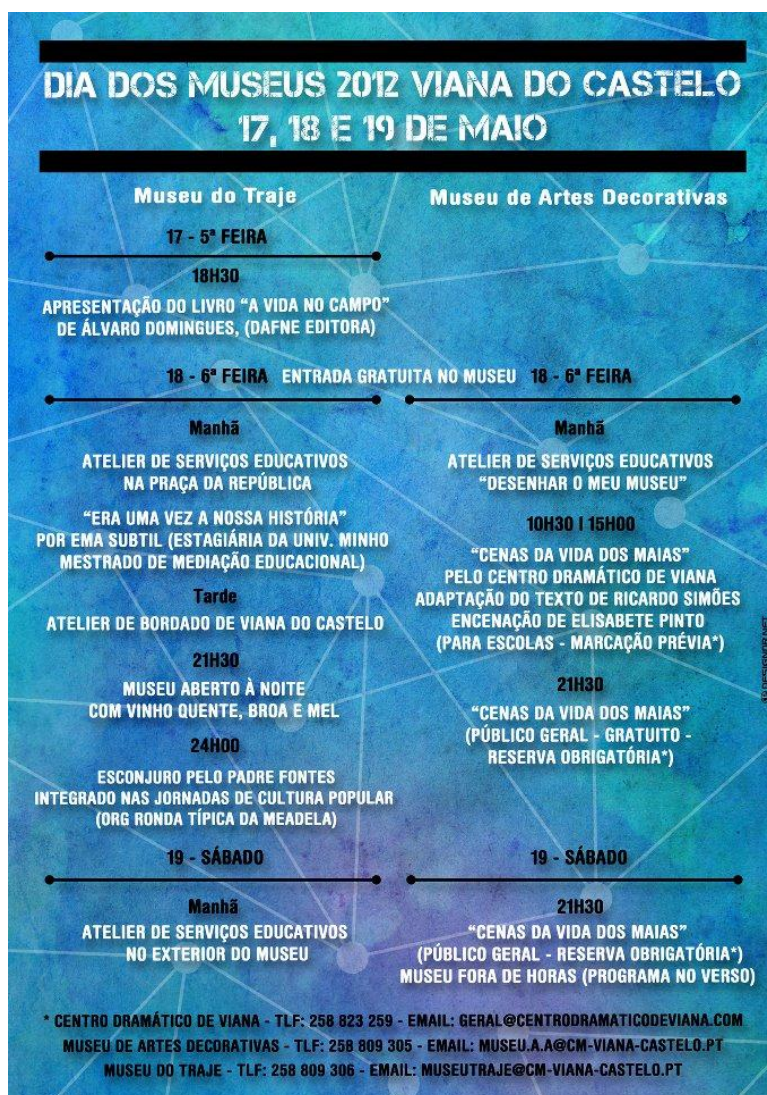 DIA DOS MUSEUS 2012 VIANA DO CASTELO
17, 18 E 19 DE MAIO
Museu do Traje
17 - 5ª FEIRA
18H30
APRESENTAÇÃO DO LIVRO “A VIDA NO CAMPO”
DE ÁLVARO DOMINGUES, (DAFNE EDITORA)
18 - 6ª FEIRA ENTRADA GRATUITA NO MUSEU 18 - 6ª FEIRA
Manhã
ATELIER DE SERVIÇOS EDUCATIVOS
NA PRAÇA DA REPÚBLICA
“ERA UMA VEZ A NOSSA HISTÓRIA”
POR EMA SUBTIL (ESTAGIÁRIA DA UNIV. MINHO
MESTRADO DE MEDIAÇÃO EDUCACIONAL)
Tarde
ATELIER DE BORDADO DE VIANA DO CASTELO
21H30
MUSEU ABERTO À NOITE
COM VINHO QUENTE, BROA E MEL
24H00
ESCONJURO PELO PADRE FONTES
INTEGRADO NAS JORNADAS DE CULTURA POPULAR
(ORG RONDA TÍPICA DA MEADELA)
19 - SÁBADO
Manhã
ATELIER DE SERVIÇOS EDUCATIVOS
NO EXTERIOR DO MUSEU
Museu de Artes Decorativas
Manhã
ATELIER DE SERVIÇOS EDUCATIVOS
“DESENHAR O MEU MUSEU”
10H30 | 15H00
“CENAS DA VIDA DOS MAIAS”
PELO CENTRO DRAMÁTICO DE VIANA
ADAPTAÇÃO DO TEXTO DE RICARDO SIMÕES
ENCENAÇÃO DE ELISABETE PINTO
(PARA ESCOLAS - MARCAÇÃO PRÉVIA*)
21H30
“CENAS DA VIDA DOS MAIAS”
(PÚBLICO GERAL - GRATUITO -
RESERVA OBRIGATÓRIA*)
19 - SÁBADO
21H30
“CENAS DA VIDA DOS MAIAS”
(PÚBLICO GERAL - RESERVA OBRIGATÓRIA*)
MUSEU FORA DE HORAS (PROGRAMA NO VERSO)
* CENTRO DRAMÁTICO DE VIANA - TLF: 258 823 259 - EMAIL: GERAL@CENTRODRAMATICODEVIANA.COM
MUSEU DE ARTES DECORATIVAS - TLF: 258 809 305 - EMAIL: MUSEU.A.A@CM-VIANA-CASTELO.PT
MUSEU DO TRAJE - TLF: 258 809 306 - EMAIL: MUSEUTRAJE@CM-VIANA-CASTELO.PT